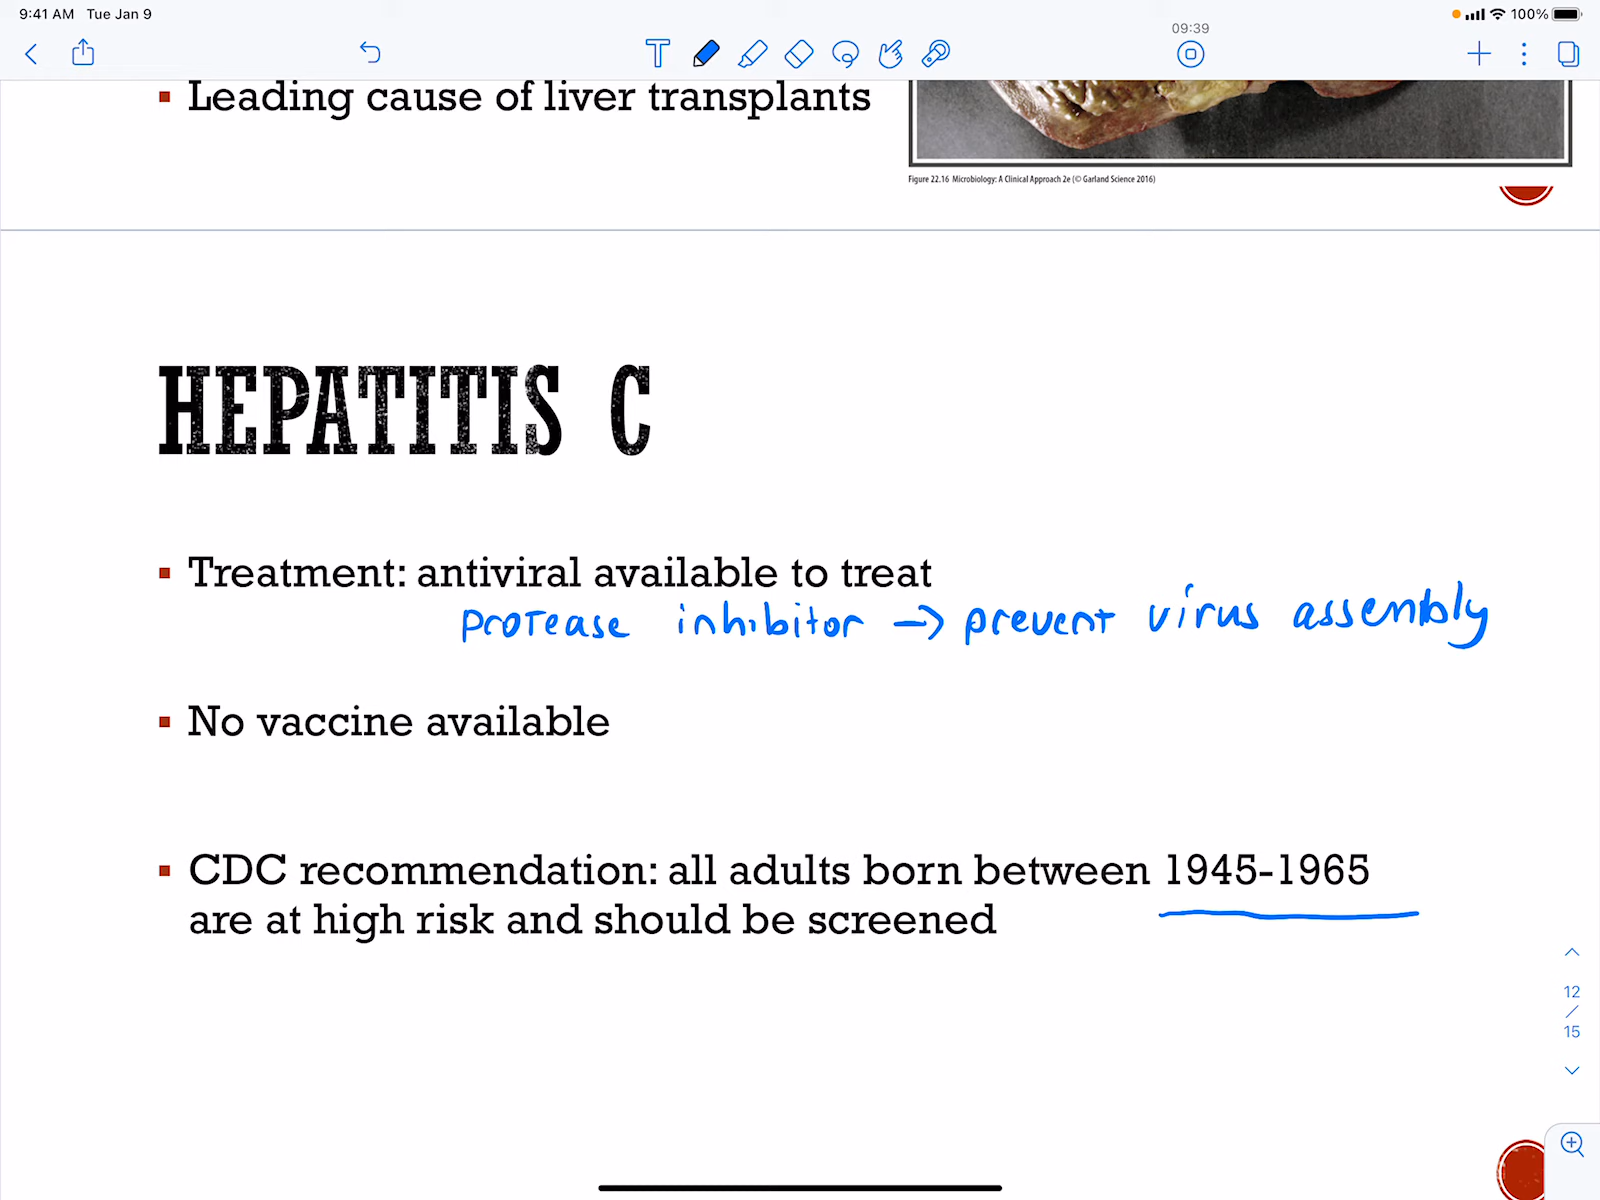 9:41 AM Tue Jan 9
100%
09:39
Leading cause of liver transplants
Figure 22.16 Microbiology: A Clinical Approach 2e (© Garland Science 2016)
HEPATITIS C
Treatment: antiviral available to treat
protease inhibitor → prevent virus assembly
No vaccine available
CDC recommendation: all adults born between 1945-1965
are at high risk and should be screened
12
/
15